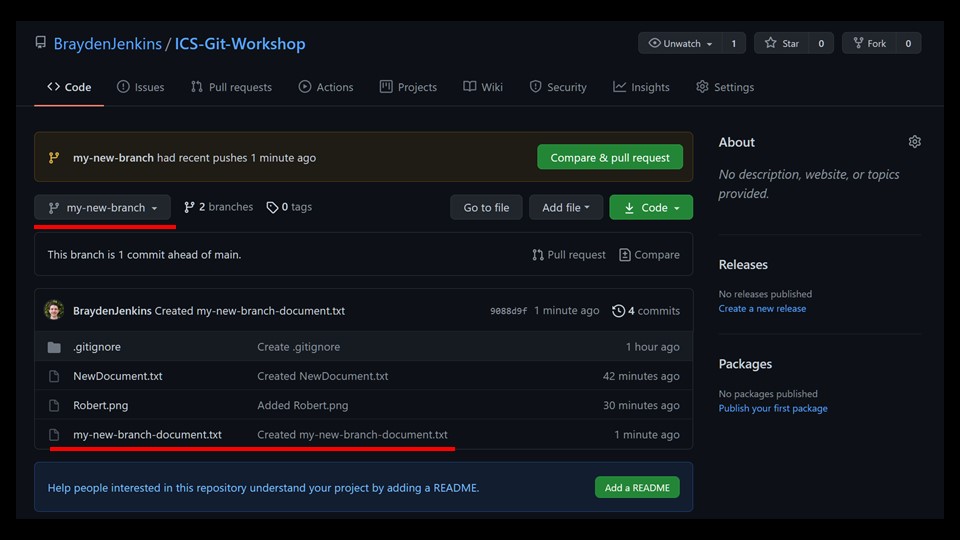 BraydenJenkins / ICS-Git-Workshop
Unwatch 1 Star 0 Fork 0
Code Issues Pull requests Actions Projects Wiki Security Insights Settings
my-new-branch had recent pushes 1 minute ago Compare & pull request
my-new-branch 2 branches 0 tags Go to file Add file Code
This branch is 1 commit ahead of main. Pull request Compare
BraydenJenkins Created my-new-branch-document.txt 9088d9f 1 minute ago 4 commits
.gitignore Create .gitignore 1 hour ago
NewDocument.txt Created NewDocument.txt 42 minutes ago
Robert.png Added Robert.png 30 minutes ago
my-new-branch-document.txt Created my-new-branch-document.txt 1 minute ago
Help people interested in this repository understand your project by adding a README. Add a README
About
No description, website, or topics
provided.
Releases
No releases published
Create a new release
Packages
No packages published
Publish your first package